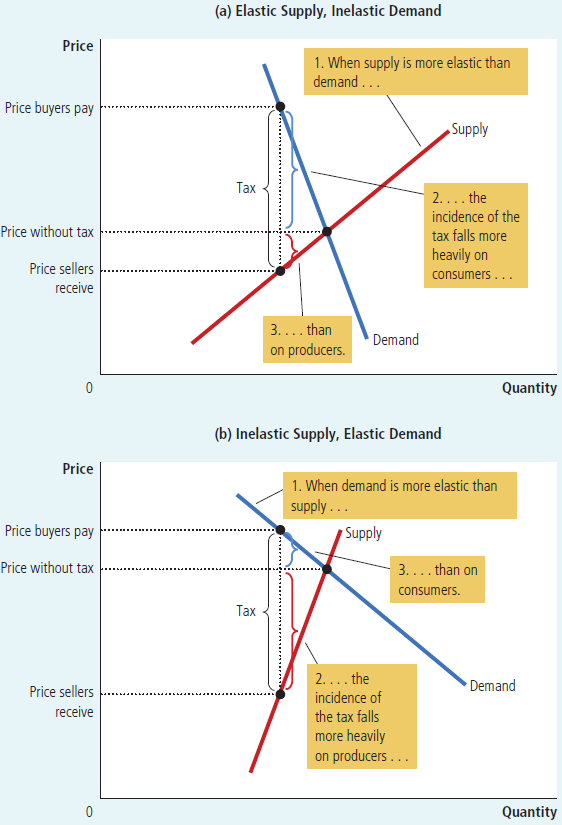 (a) Elastic Supply, Inelastic Demand
Price
1. When supply is more elastic than
demand . . .
Price buyers pay
Supply
Tax
2. . . . the
incidence of the
tax falls more
heavily on
consumers . . .
Price without tax
Price sellers
receive
3. . . . than
on producers.
Demand
0
Quantity
(b) Inelastic Supply, Elastic Demand
Price
1. When demand is more elastic than
supply . . .
Price buyers pay
Supply
Price without tax
3. . . . than on
consumers.
Tax
2. . . . the
incidence of
the tax falls
more heavily
on producers . . .
Price sellers
receive
Demand
0
Quantity